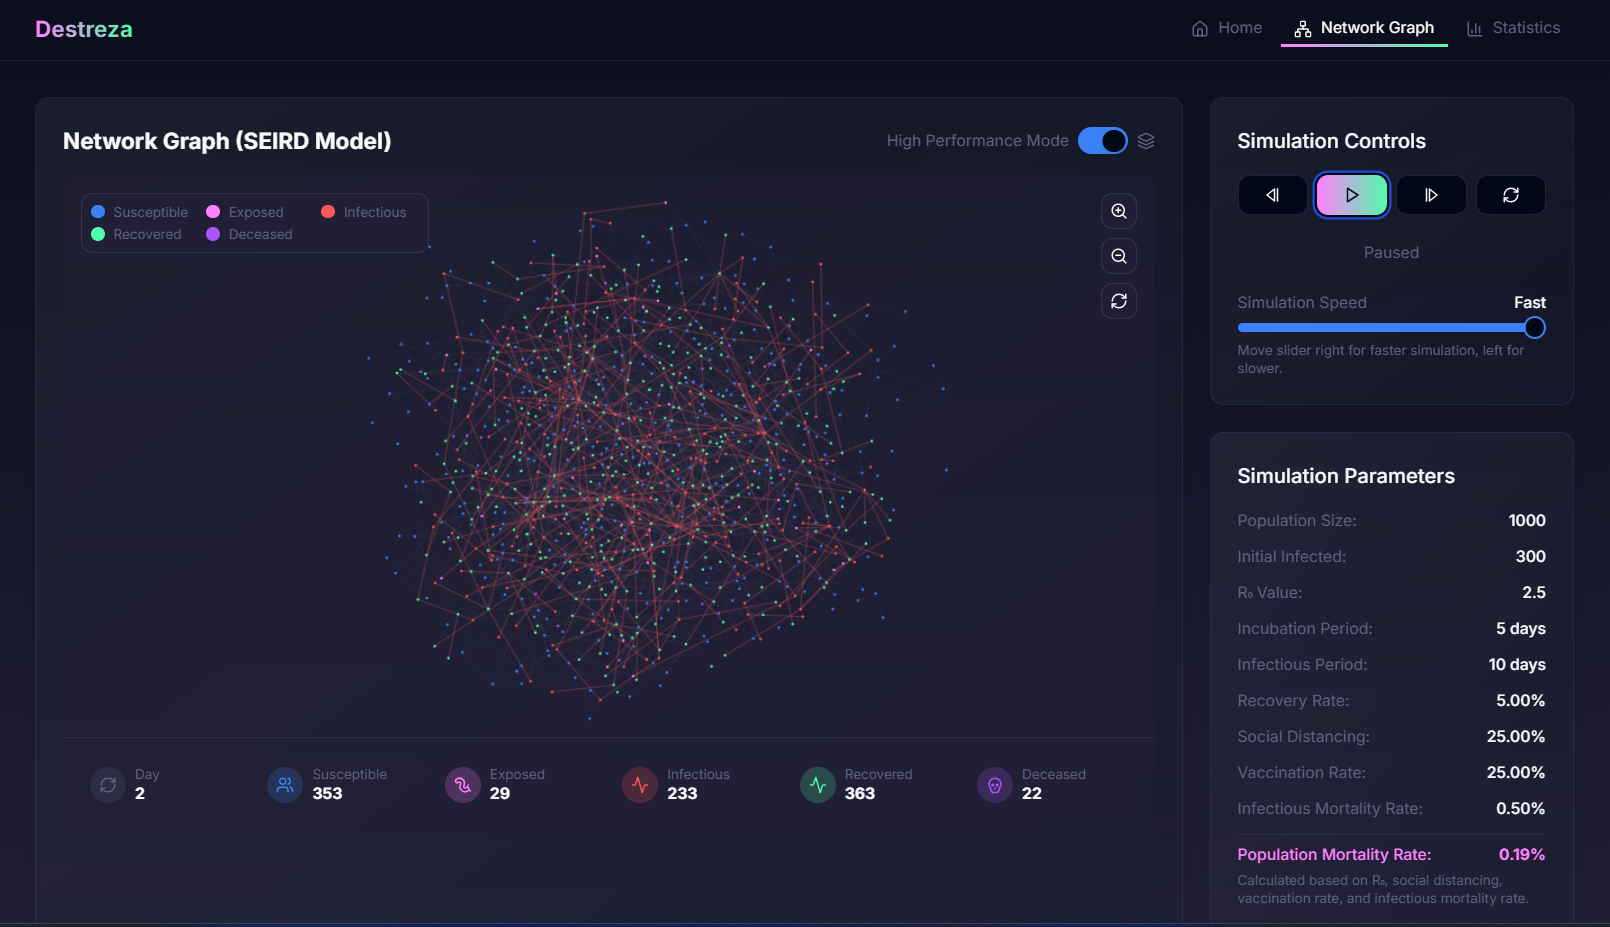 Destreza
Home
Network Graph
Statistics
Network Graph (SEIRD Model)
High Performance Mode
Susceptible
Exposed
Infectious
Recovered
Deceased
Day
2
Susceptible
353
Exposed
29
Infectious
233
Recovered
363
Deceased
22
Simulation Controls
Paused
Simulation Speed
Fast
Move slider right for faster simulation, left for
slower.
Simulation Parameters
Population Size:
1000
Initial Infected:
300
R₀ Value:
2.5
Incubation Period:
5 days
Infectious Period:
10 days
Recovery Rate:
5.00%
Social Distancing:
25.00%
Vaccination Rate:
25.00%
Infectious Mortality Rate:
0.50%
Population Mortality Rate:
0.19%
Calculated based on R₀, social distancing,
vaccination rate, and infectious mortality rate.